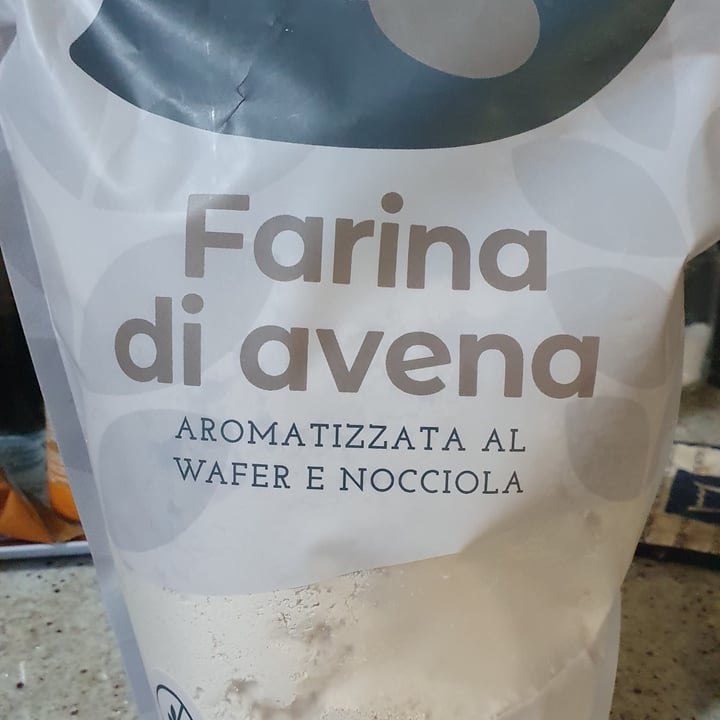 Farina
di avena
AROMATIZZATA AL
WAFER E NOCCIOLA